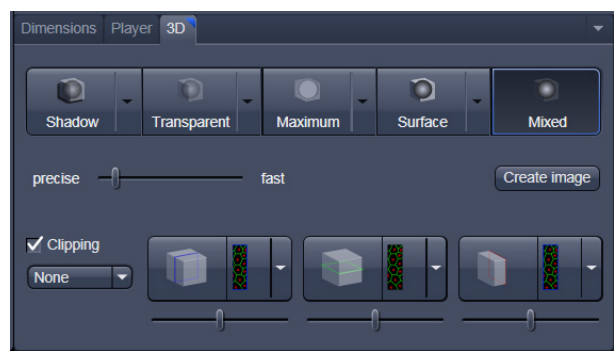 Dimensions Player 3D
Shadow Transparent Maximum Surface Mixed
precise fast Create image
Clipping
None